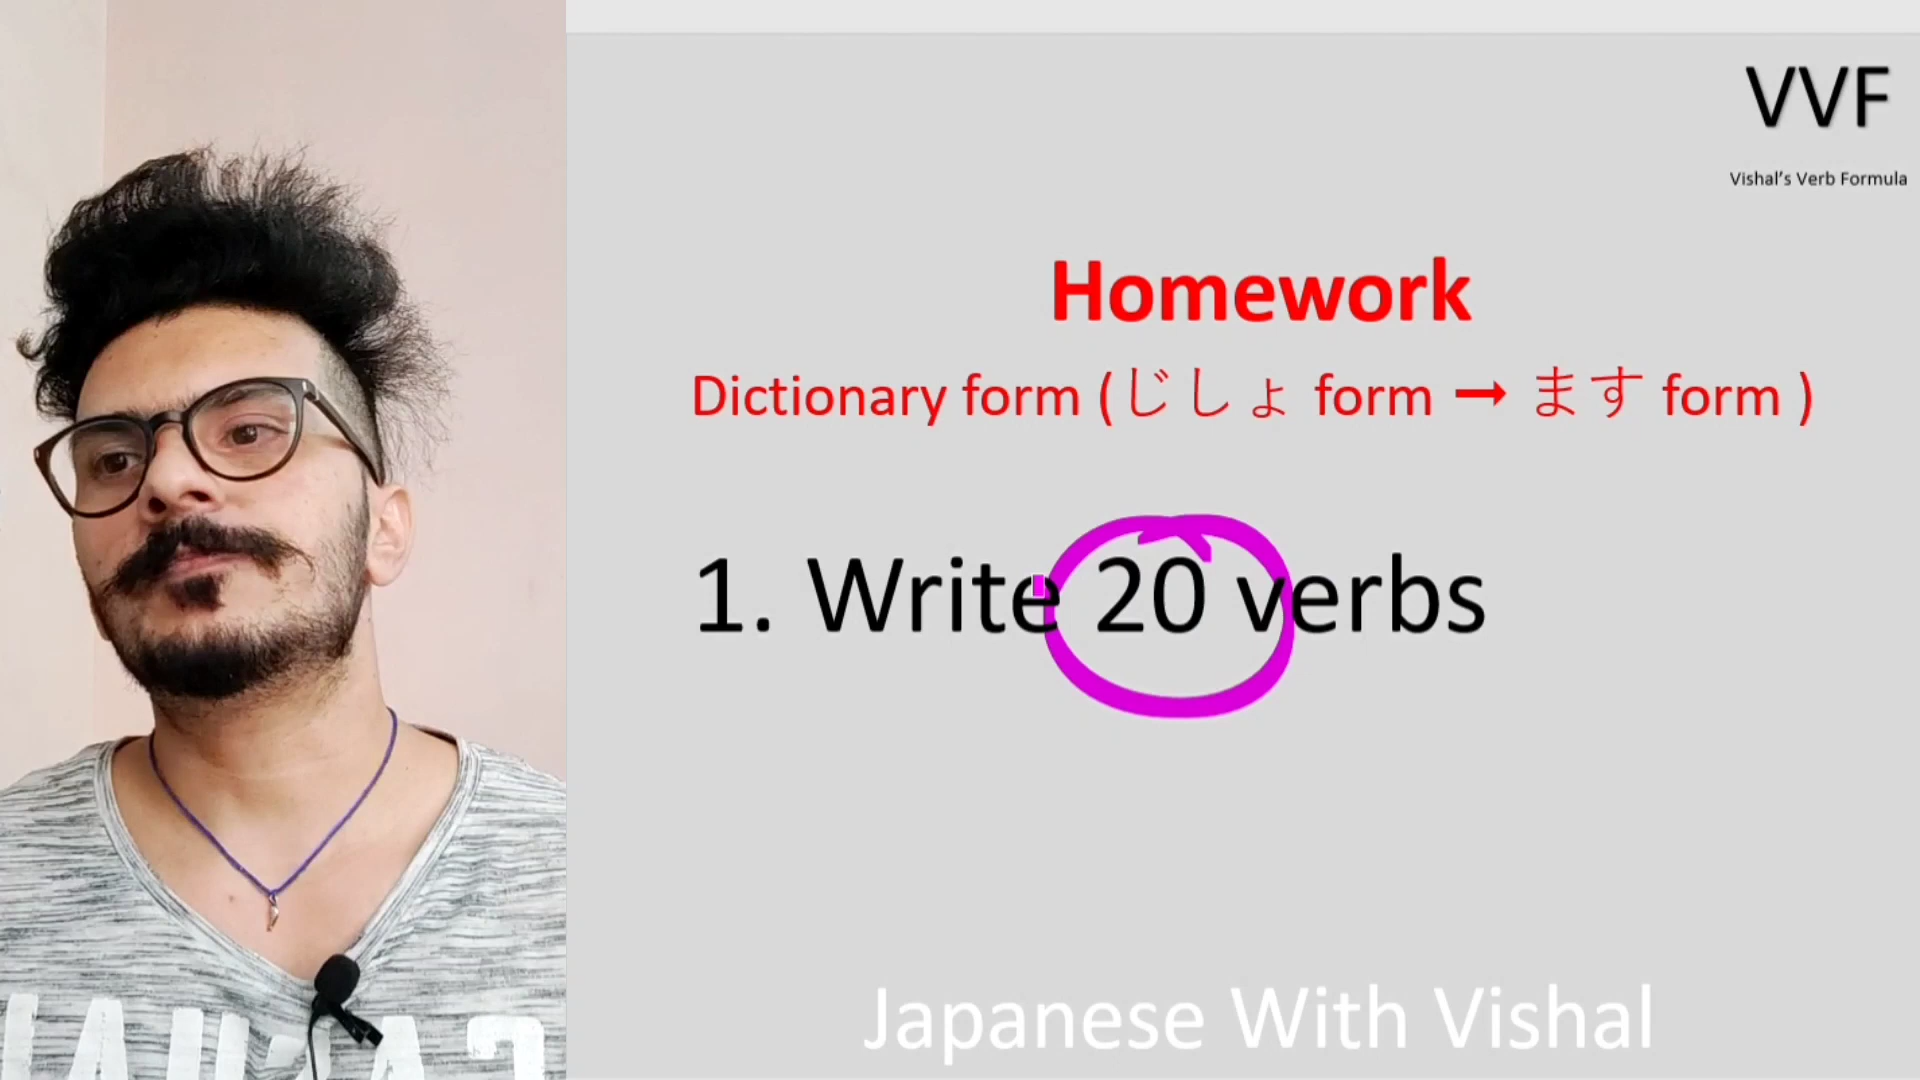 VVF
Vishal's Verb Formula
Homework
Dictionary form (じしょ form ➞ ます form )
1. Write 20 verbs
Japanese With Vishal